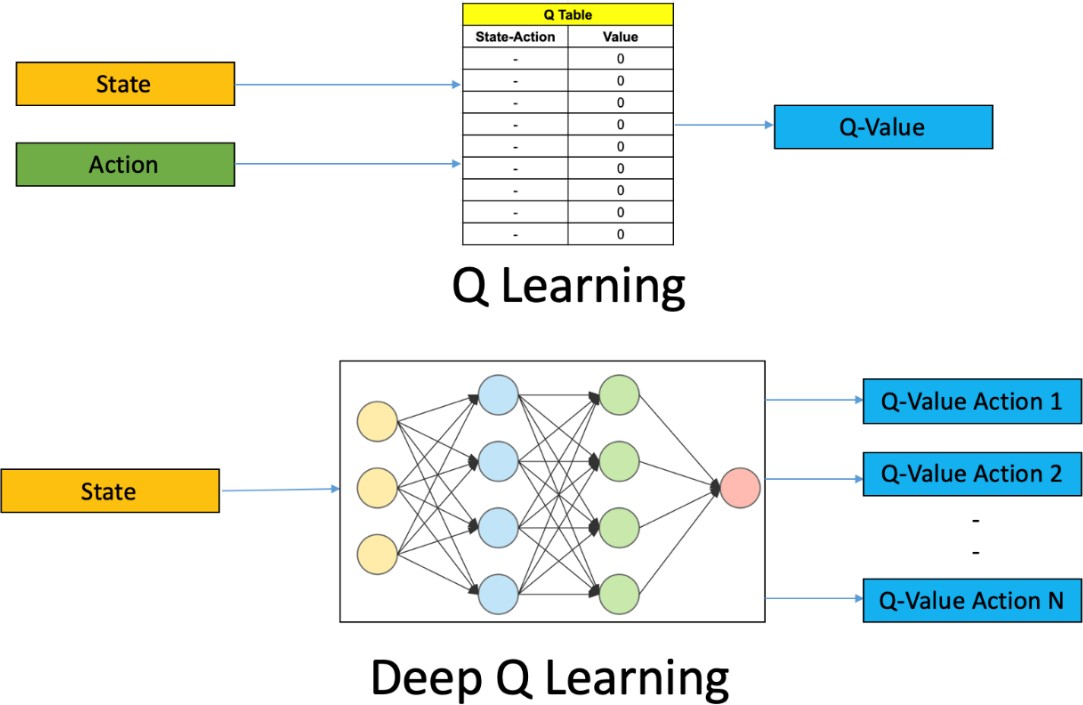 Q Table
State-Action Value
- 0
- 0
- 0
- 0
- 0
- 0
- 0
- 0
- 0
State
Action
Q-Value
Q Learning
State
Q-Value Action 1
Q-Value Action 2
-
-
Q-Value Action N
Deep Q Learning